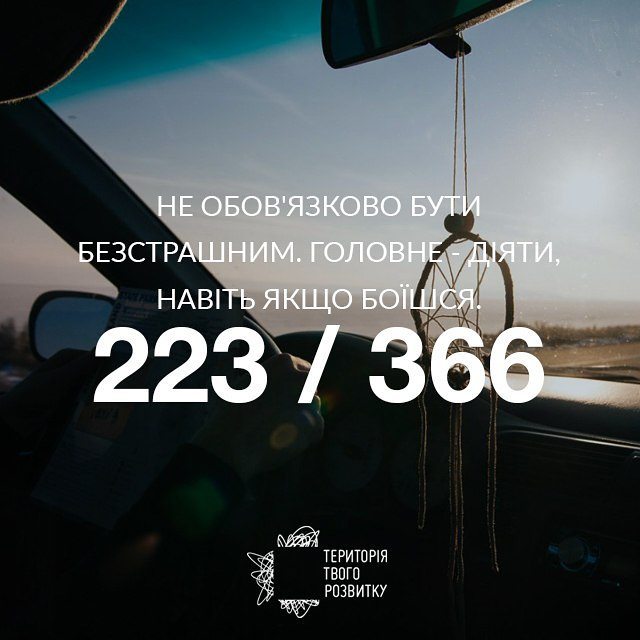 НЕ ОБОВ'ЯЗКОВО БУТИ
БЕЗСТРАШНИМ. ГОЛОВНЕ - ДІЯТИ,
НАВІТЬ ЯКЩО БОЇШСЯ.
223 / 366
ТЕРИТОРІЯ
ТВОГО
РОЗВИТКУ